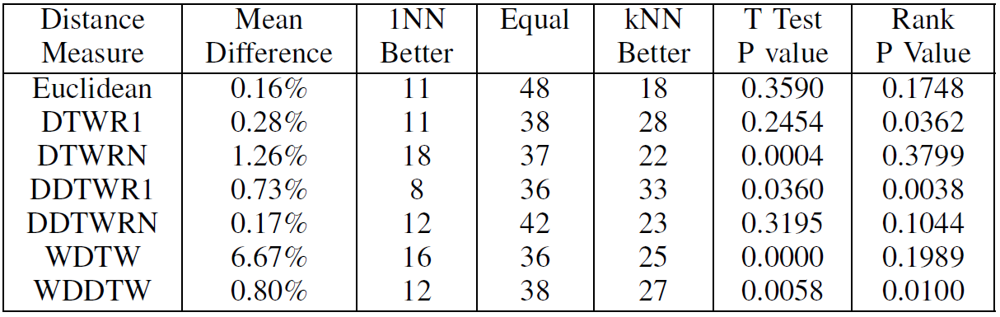 Distance Mean 1NN Equal kNN T Test Rank
Measure Difference Better Better P value P Value
Euclidean 0.16% 11 48 18 0.3590 0.1748
DTWR1 0.28% 11 38 28 0.2454 0.0362
DTWRN 1.26% 18 37 22 0.0004 0.3799
DDTWR1 0.73% 8 36 33 0.0360 0.0038
DDTWRN 0.17% 12 42 23 0.3195 0.1044
WDTW 6.67% 16 36 25 0.0000 0.1989
WDDTW 0.80% 12 38 27 0.0058 0.0100